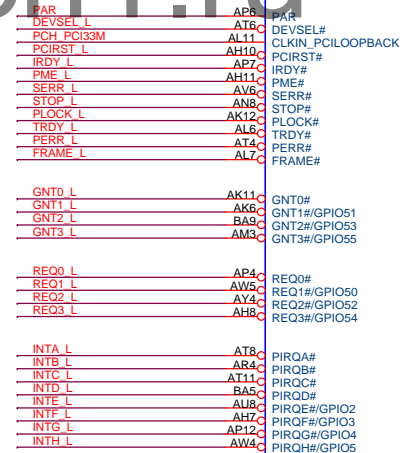 PAR AP6 PAR
DEVSEL_L AT6 DEVSEL#
PCH_PCI33M AL11 CLKIN_PCILOOPBACK
PCIRST_L AH10 PCIRST#
IRDY_L AP7 IRDY#
PME_L AH11 PME#
SERR_L AV6 SERR#
STOP_L AN8 STOP#
PLOCK_L AK12 PLOCK#
TRDY_L AL6 TRDY#
PERR_L AT4 PERR#
FRAME_L AL7 FRAME#
GNT0_L AK11 GNT0#
GNT1_L AK6 GNT1#/GPIO51
GNT2_L BA9 GNT2#/GPIO53
GNT3_L AM3 GNT3#/GPIO55
REQ0_L AP4 REQ0#
REQ1_L AW5 REQ1#/GPIO50
REQ2_L AY4 REQ2#/GPIO52
REQ3_L AH8 REQ3#/GPIO54
INTA_L AT8 PIRQA#
INTB_L AR4 PIRQB#
INTC_L AT11 PIRQC#
INTD_L BA5 PIRQD#
INTE_L AU8 PIRQE#/GPIO2
INTF_L AH7 PIRQF#/GPIO3
INTG_L AP12 PIRQG#/GPIO4
INTH_L AW4 PIRQH#/GPIO5